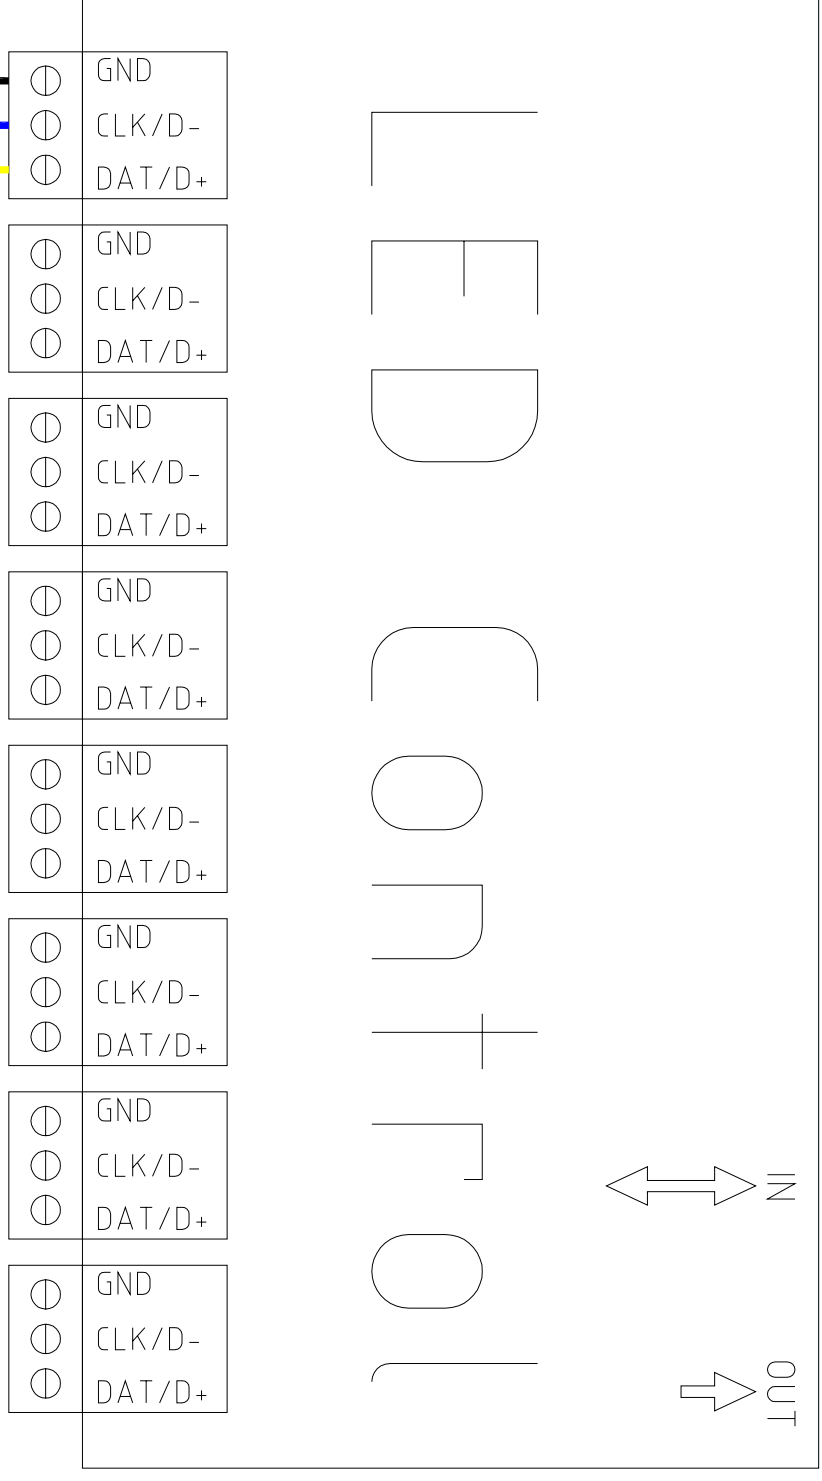 GND
CLK/D-
DAT/D+
GND
CLK/D-
DAT/D+
GND
CLK/D-
DAT/D+
GND
CLK/D-
DAT/D+
GND
CLK/D-
DAT/D+
GND
CLK/D-
DAT/D+
GND
CLK/D-
DAT/D+
GND
CLK/D-
DAT/D+
LED Control
IN
OUT